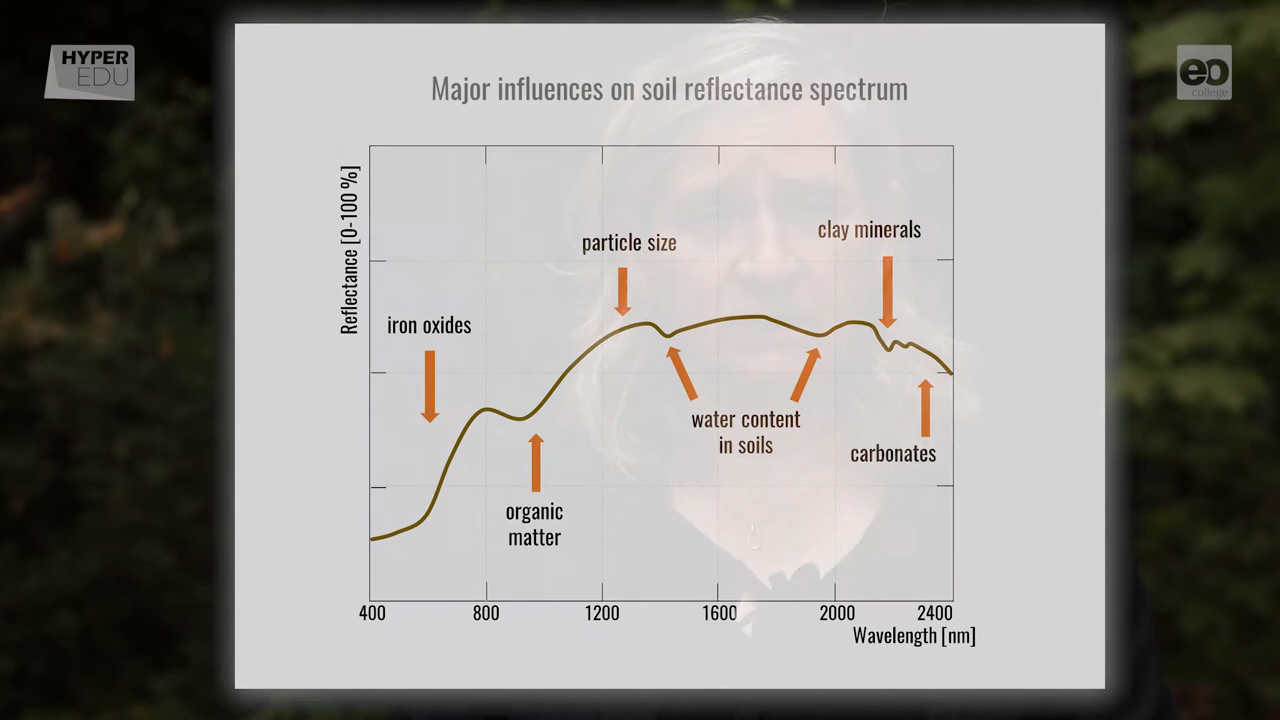 HYPER
EDU
eo
college
Major influences on soil reflectance spectrum
Reflectance [0-100 %]
particle size
clay minerals
iron oxides
water content
in soils
carbonates
organic
matter
400 800 1200 1600 2000 2400
Wavelength [nm]